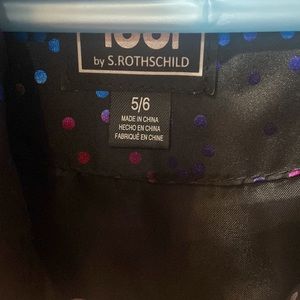 by S.ROTHSCHILD
5/6
MADE IN CHINA
HECHO EN CHINA
FABRIQUÉ EN CHINE